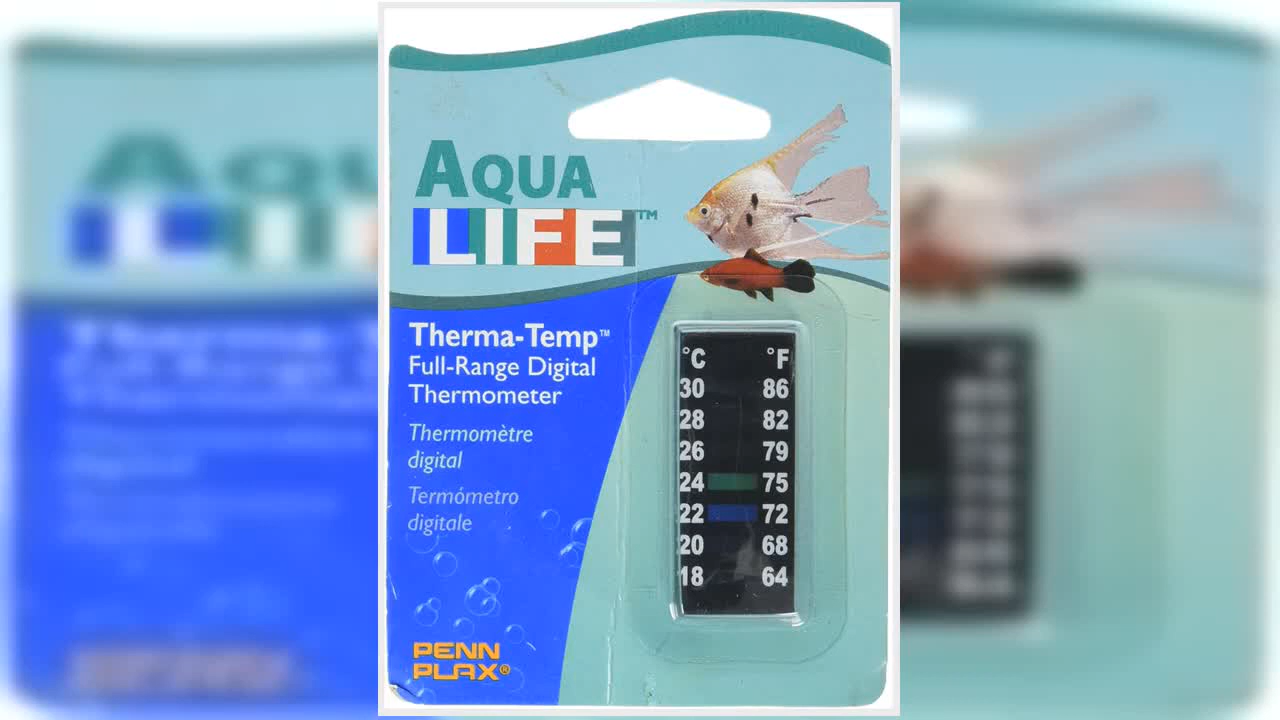 AQUA
LIFE™
Therma-Temp™
Full-Range Digital
Thermometer
Thermomètre
digital
Termómetro
digitale
PENN
PLAX®
°C °F
30 86
28 82
26 79
24 75
22 72
20 68
18 64